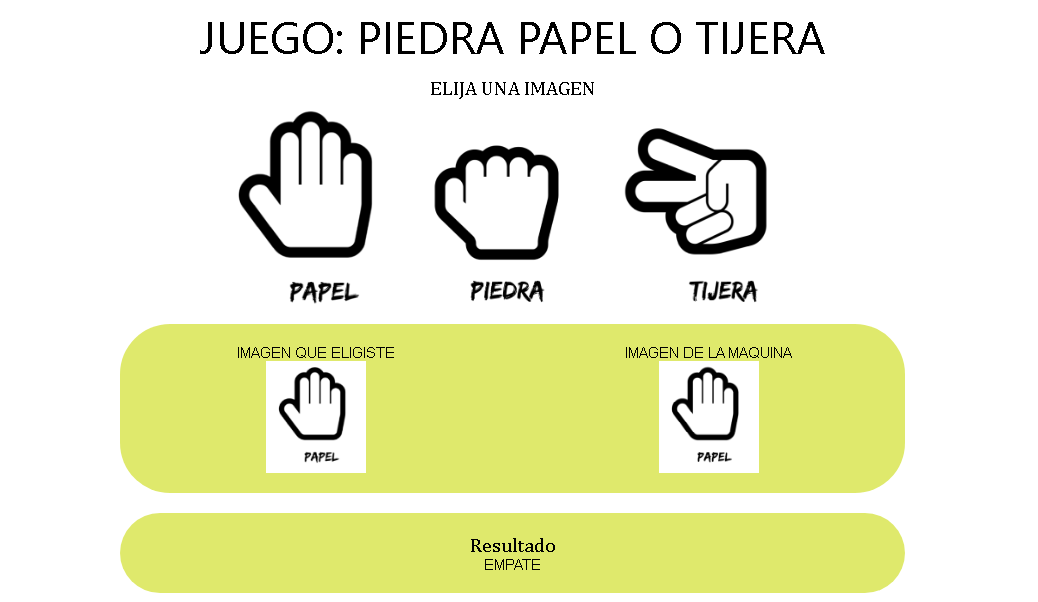 JUEGO: PIEDRA PAPEL O TIJERA
ELIJA UNA IMAGEN
PAPEL PIEDRA TIJERA
IMAGEN QUE ELIGISTE IMAGEN DE LA MAQUINA
PAPEL PAPEL
Resultado
EMPATE